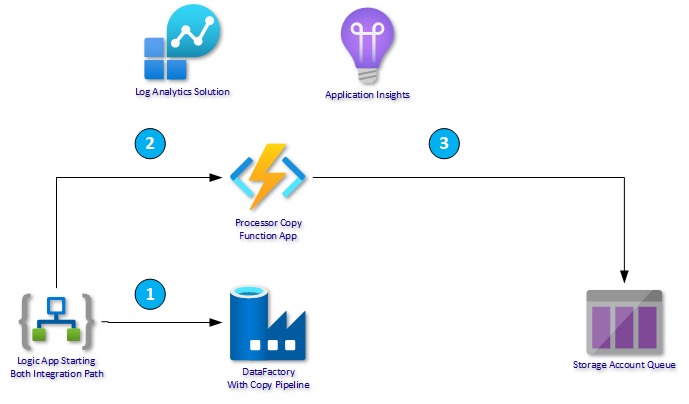 Log Analytics Solution
Application Insights
2
3
Processor Copy
Function App
1
Logic App Starting
Both Integration Path
DataFactory
With Copy Pipeline
Storage Account Queue